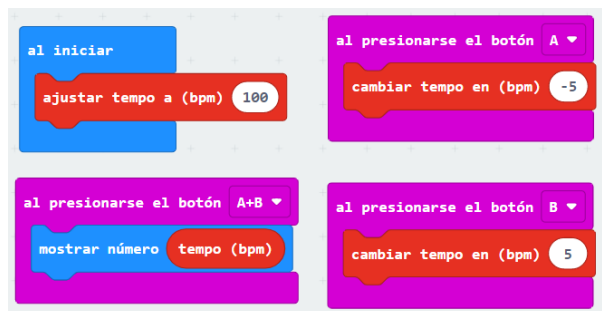 al iniciar
ajustar tempo a (bpm) 100
al presionarse el botón A
cambiar tempo en (bpm) -5
al presionarse el botón A+B
mostrar número tempo (bpm)
al presionarse el botón B
cambiar tempo en (bpm) 5